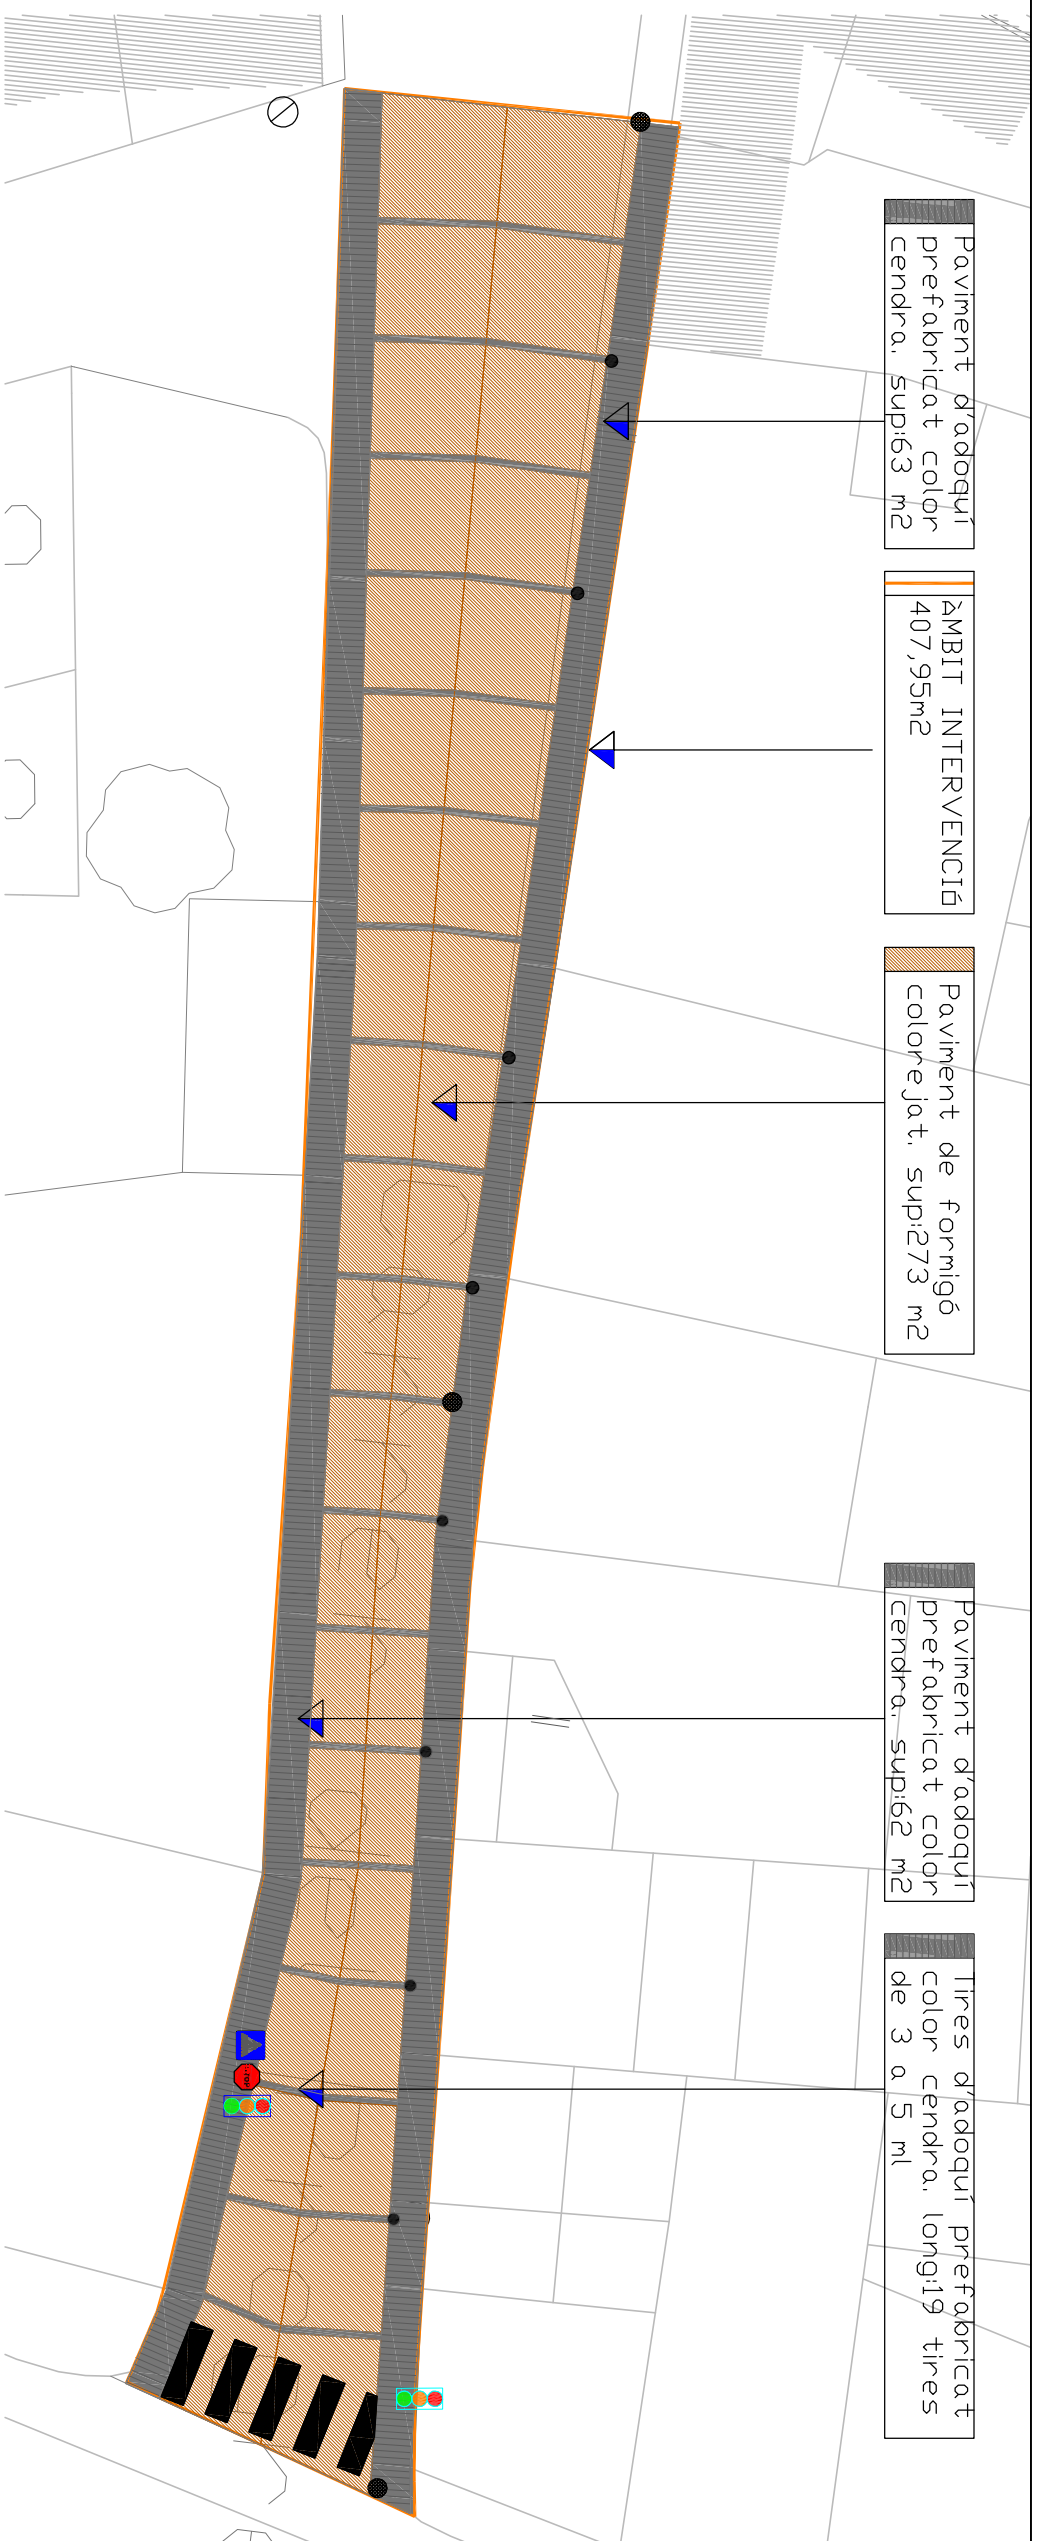 Paviment d'adoquí
prefabricat color
cendra. sup:63 m2
ÀMBIT INTERVENCIÓ
407,95m2
Paviment de formigó
colorejat. sup:273 m2
Paviment d'adoquí
prefabricat color
cendra. sup:62 m2
Tires d'adoquí prefabricat
color cendra. long:19 tires
de 3 a 5 ml
STOP